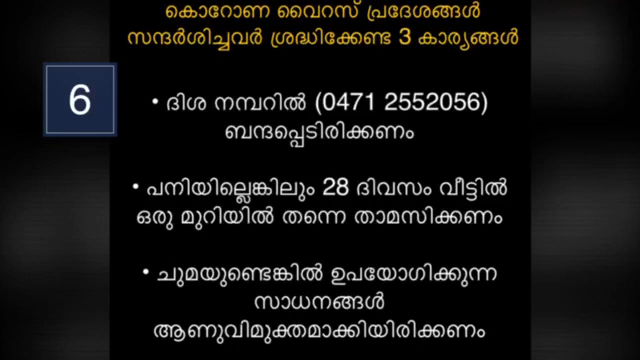 കൊറോണ വൈറസ് പ്രദേശങ്ങൾ
സന്ദർശിച്ചവർ ശ്രദ്ധിക്കേണ്ട 3 കാര്യങ്ങൾ
6
• ദിശ നമ്പറിൽ (0471 2552056)
ബന്ദപ്പെടിരിക്കണം
• പനിയില്ലെങ്കിലും 28 ദിവസം വീട്ടിൽ
ഒരു മുറിയിൽ തന്നെ താമസിക്കണം
• ചുമയുണ്ടെങ്കിൽ ഉപയോഗിക്കുന്ന
സാധനങ്ങൾ
ആണുവിമുക്തമാക്കിയിരിക്കണം